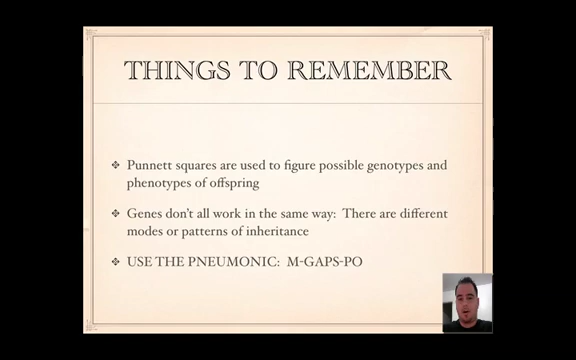 THINGS TO REMEMBER
Punnett squares are used to figure possible genotypes and
phenotypes of offspring
Genes don't all work in the same way: There are different
modes or patterns of inheritance
USE THE PNEUMONIC: M-GAPS-PO